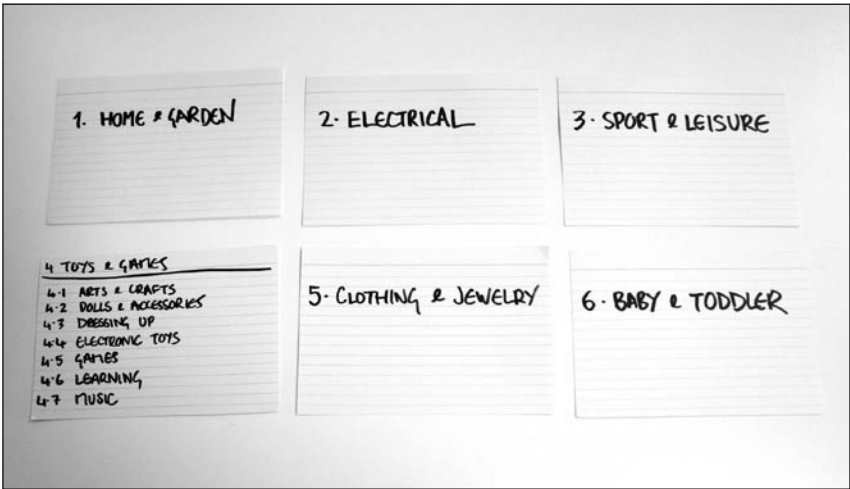 1. HOME & GARDEN
2. ELECTRICAL
3. SPORT & LEISURE
4 TOYS & GAMES
4.1 ARTS & CRAFTS
4.2 DOLLS & ACCESSORIES
4.3 DRESSING UP
4.4 ELECTRONIC TOYS
4.5 GAMES
4.6 LEARNING
4.7 MUSIC
5. CLOTHING & JEWELRY
6. BABY & TODDLER